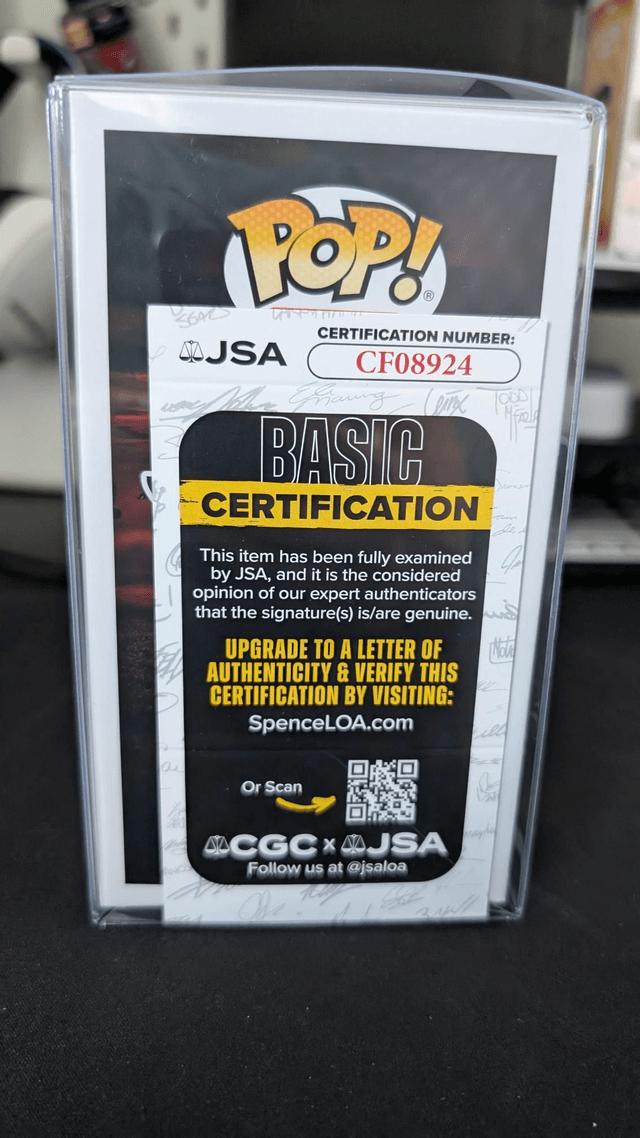 POP!®
JSA
CERTIFICATION NUMBER:
CF08924
TODD
BASIC
CERTIFICATION
This item has been fully examined
by JSA, and it is the considered
opinion of our expert authenticators
that the signature(s) is/are genuine.
UPGRADE TO A LETTER OF
AUTHENTICITY & VERIFY THIS
CERTIFICATION BY VISITING:
SpenceLOA.com
Or Scan
CGC x JSA
Follow us at @jsaloa